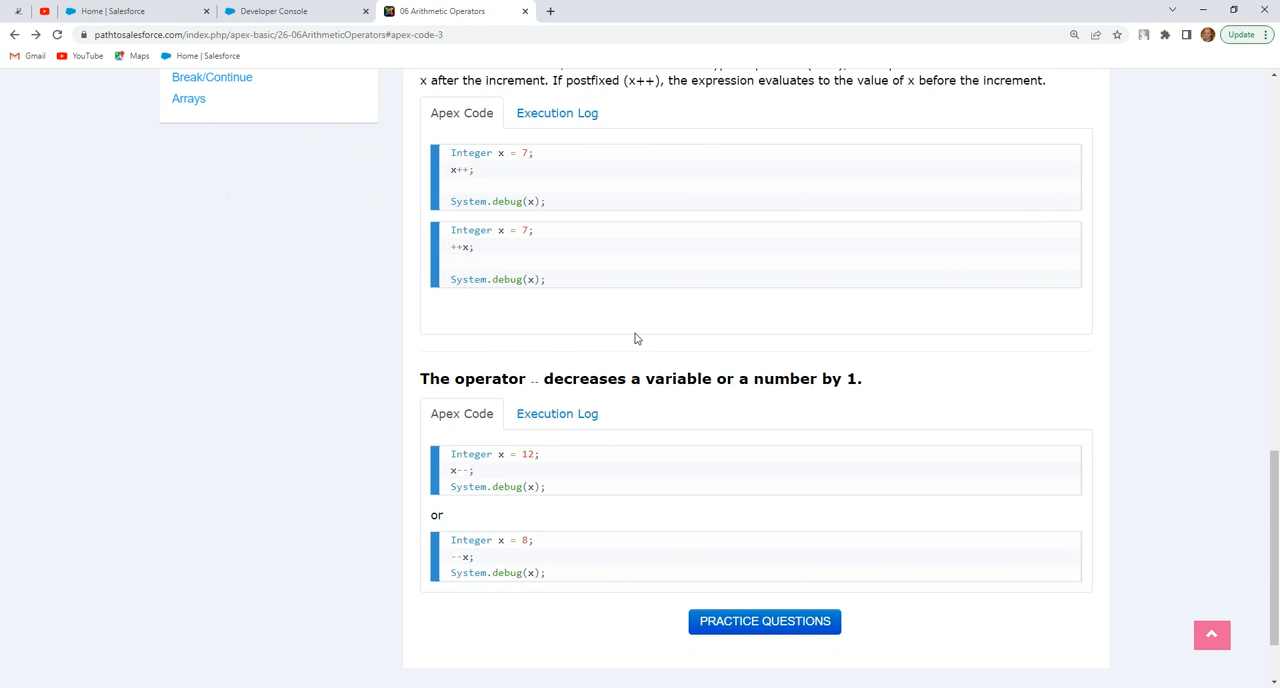 Home | Salesforce
Developer Console
06 Arithmetic Operators
pathtosalesforce.com/index.php/apex-basic/26-06ArithmeticOperators#apex-code-3
Update
Gmail
YouTube
Maps
Home | Salesforce
Break/Continue
Arrays
x after the increment. If postfixed (x++), the expression evaluates to the value of x before the increment.
Apex Code
Execution Log
Integer x = 7;
x++;
System.debug(x);
Integer x = 7;
++x;
System.debug(x);
The operator -- decreases a variable or a number by 1.
Apex Code
Execution Log
Integer x = 12;
x--;
System.debug(x);
or
Integer x = 8;
--x;
System.debug(x);
PRACTICE QUESTIONS